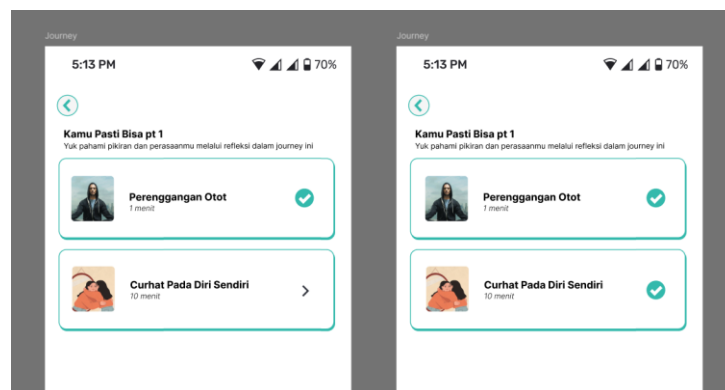 Journey
5:13 PM
70%
Kamu Pasti Bisa pt 1
Yuk pahami pikiran dan perasaanmu melalui refleksi dalam journey ini
Perenggangan Otot
1 menit
Curhat Pada Diri Sendiri
10 menit
Journey
5:13 PM
70%
Kamu Pasti Bisa pt 1
Yuk pahami pikiran dan perasaanmu melalui refleksi dalam journey ini
Perenggangan Otot
1 menit
Curhat Pada Diri Sendiri
10 menit